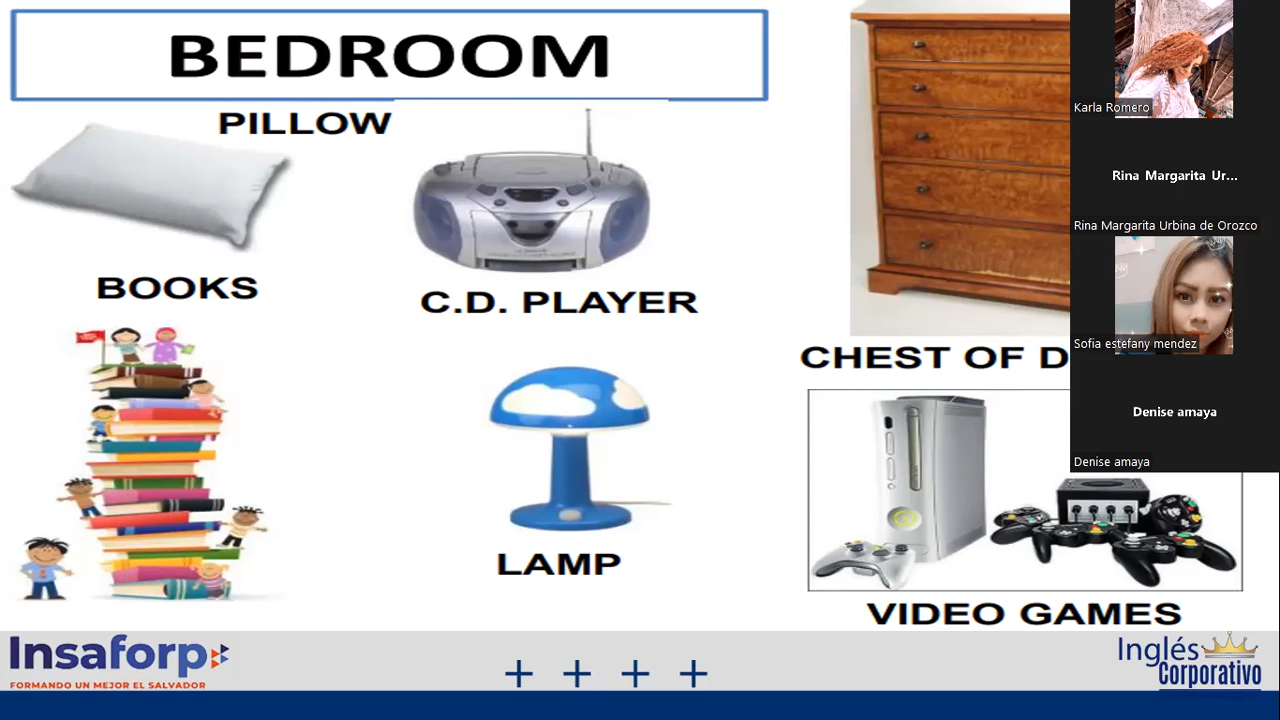 BEDROOM
PILLOW
BOOKS
C.D. PLAYER
LAMP
CHEST OF D
VIDEO GAMES
Karla Romero
Rina Margarita Ur...
Rina Margarita Urbina de Orozco
Sofia estefany mendez
Denise amaya
Denise amaya
Insaforp
FORMANDO UN MEJOR EL SALVADOR
Inglés
Corporativo